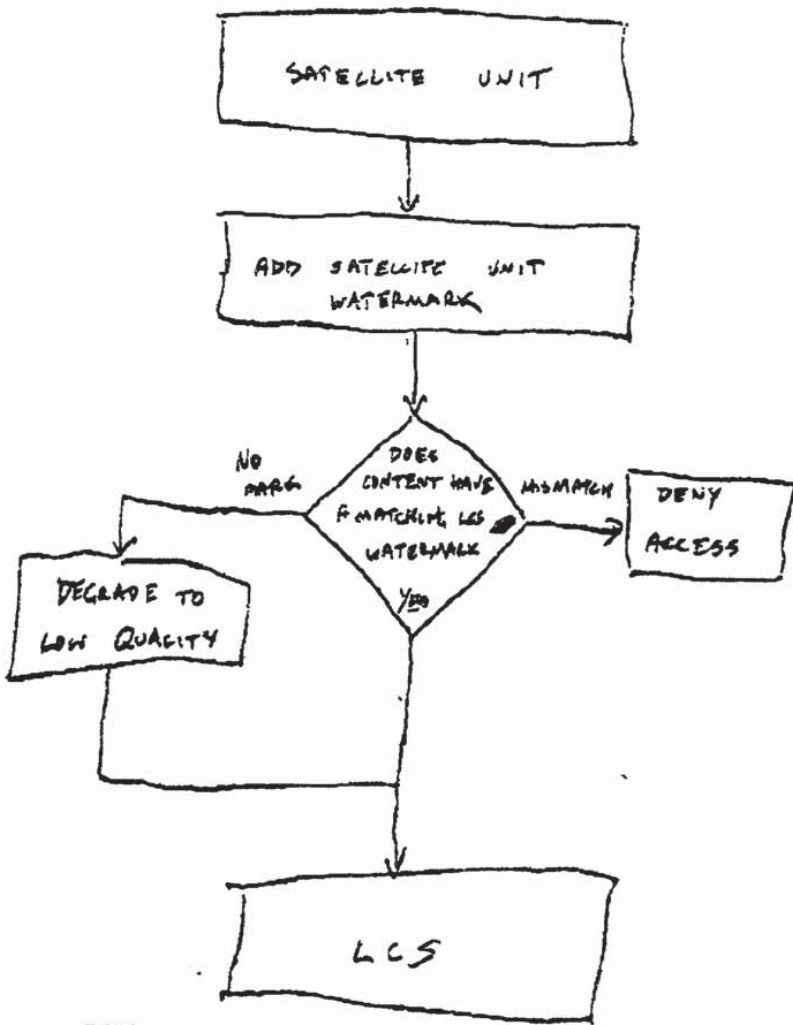 SATELLITE UNIT
ADD SATELLITE UNIT
WATERMARK
DOES
CONTENT HAVE
A MATCHING LCS
WATERMARK
YES
NO
MARK
MISMATCH
DENY
ACCESS
DEGRADE TO
LOW QUALITY
LCS